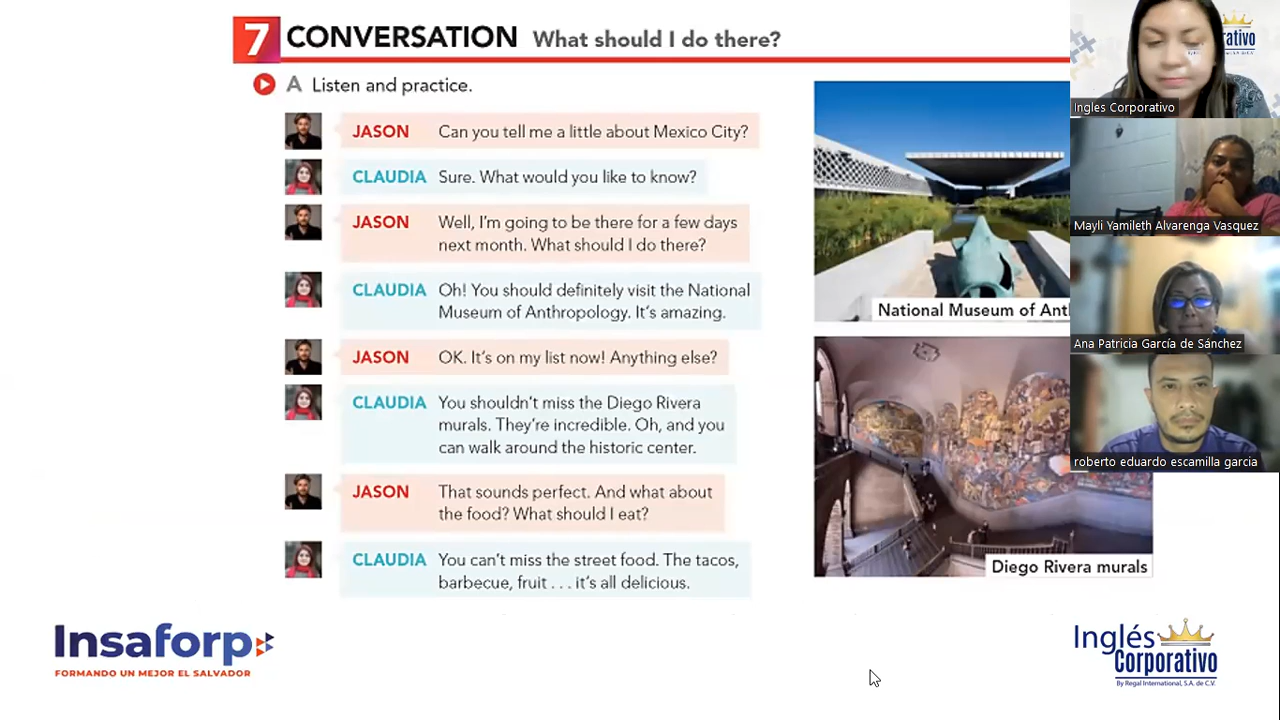 7 CONVERSATION What should I do there?
A Listen and practice.
JASON Can you tell me a little about Mexico City?
CLAUDIA Sure. What would you like to know?
JASON Well, I'm going to be there for a few days
next month. What should I do there?
CLAUDIA Oh! You should definitely visit the National
Museum of Anthropology. It's amazing.
JASON OK. It's on my list now! Anything else?
CLAUDIA You shouldn't miss the Diego Rivera
murals. They're incredible. Oh, and you
can walk around the historic center.
JASON That sounds perfect. And what about
the food? What should I eat?
CLAUDIA You can't miss the street food. The tacos,
barbecue, fruit . . . it's all delicious.
National Museum of Ant
Diego Rivera murals
Ingles Corporativo
Mayli Yamileth Alvarenga Vasquez
Ana Patricia García de Sánchez
roberto eduardo escamilla garcia
Insaforp
FORMANDO UN MEJOR EL SALVADOR
Inglés
Corporativo
By Regal International, S.A. de C.V.